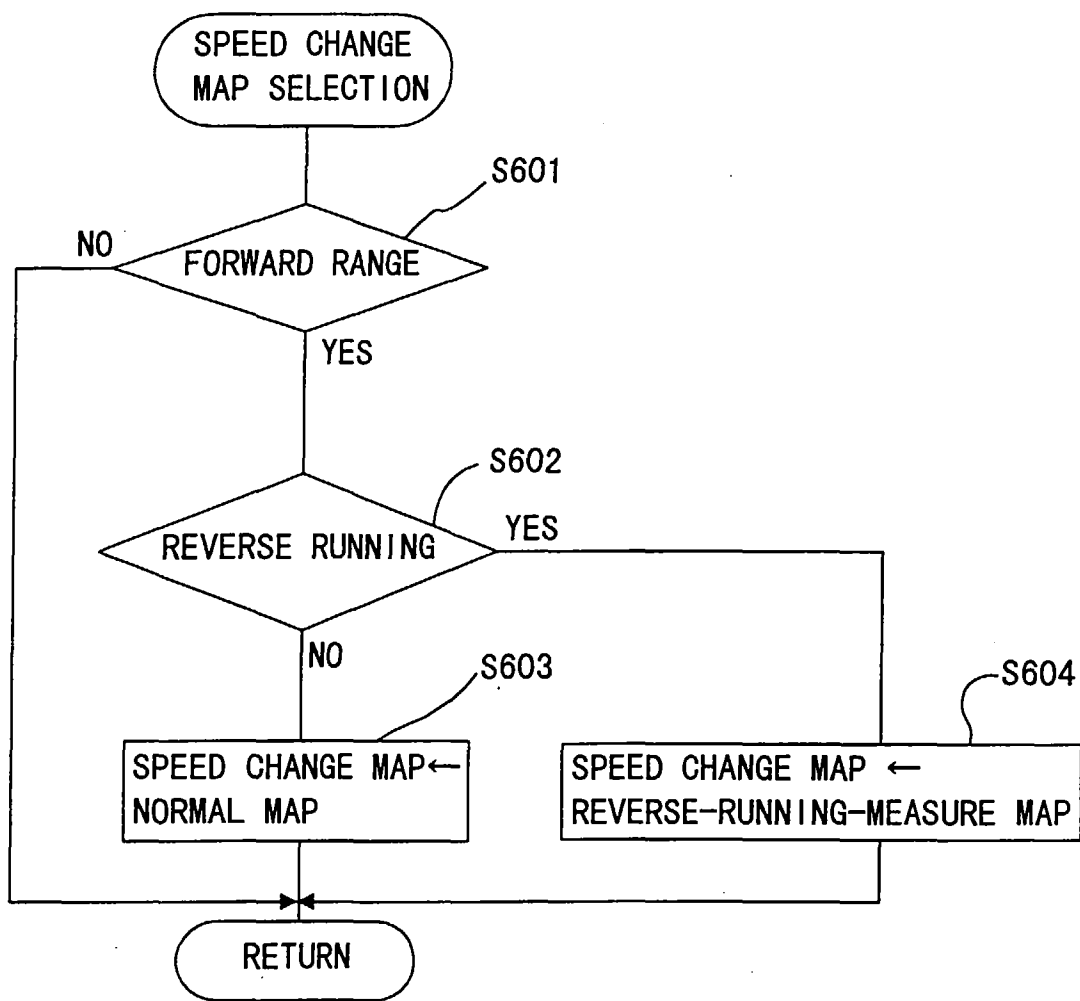 SPEED CHANGE
MAP SELECTION
S601
NO
FORWARD RANGE
YES
S602
REVERSE RUNNING
YES
NO
S603
S604
SPEED CHANGE MAP←
NORMAL MAP
SPEED CHANGE MAP ←
REVERSE-RUNNING-MEASURE MAP
RETURN